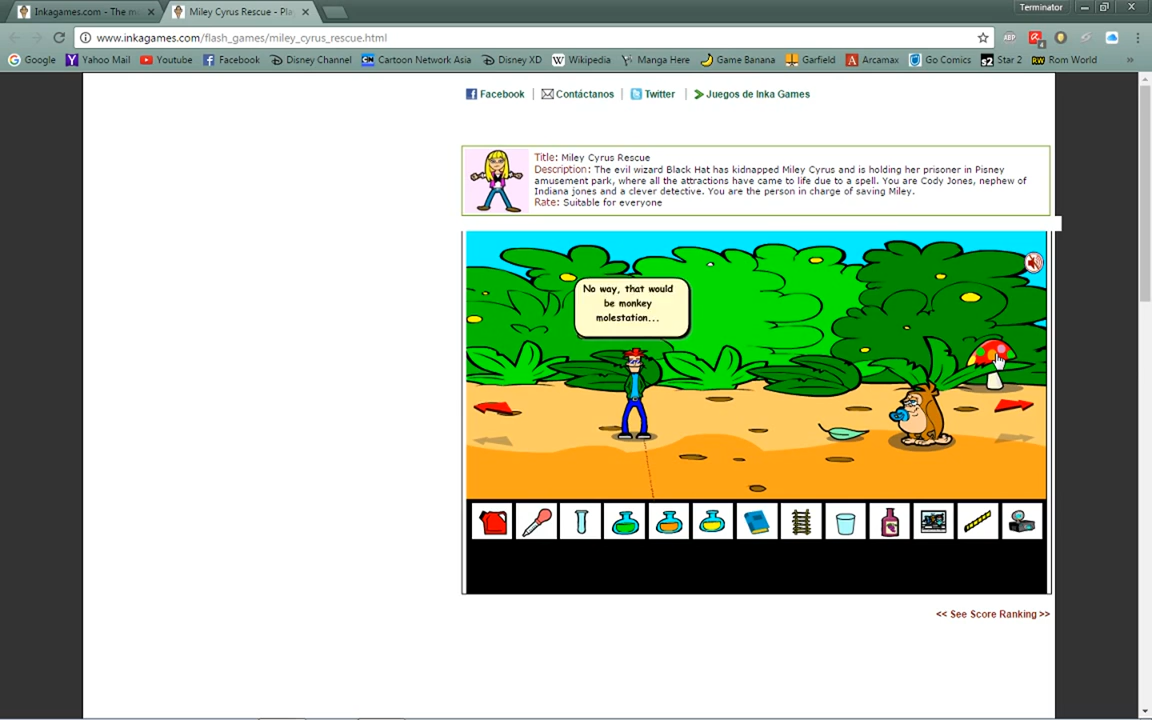 Terminator
Inkagames.com - The m
Miley Cyrus Rescue - Pla
www.inkagames.com/flash_games/miley_cyrus_rescue.html
ABP
4
Google Yahoo Mail Youtube Facebook Disney Channel Cartoon Network Asia Disney XD Wikipedia Manga Here Game Banana Garfield Arcamax Go Comics Star 2 Rom World »
Facebook | Contáctanos | Twitter | Juegos de Inka Games
Title: Miley Cyrus Rescue
Description: The evil wizard Black Hat has kidnapped Miley Cyrus and is holding her prisoner in Pisney
amusement park, where all the attractions have came to life due to a spell. You are Cody Jones, nephew of
Indiana jones and a clever detective. You are the person in charge of saving Miley.
Rate: Suitable for everyone
No way, that would
be monkey
molestation...
<< See Score Ranking >>